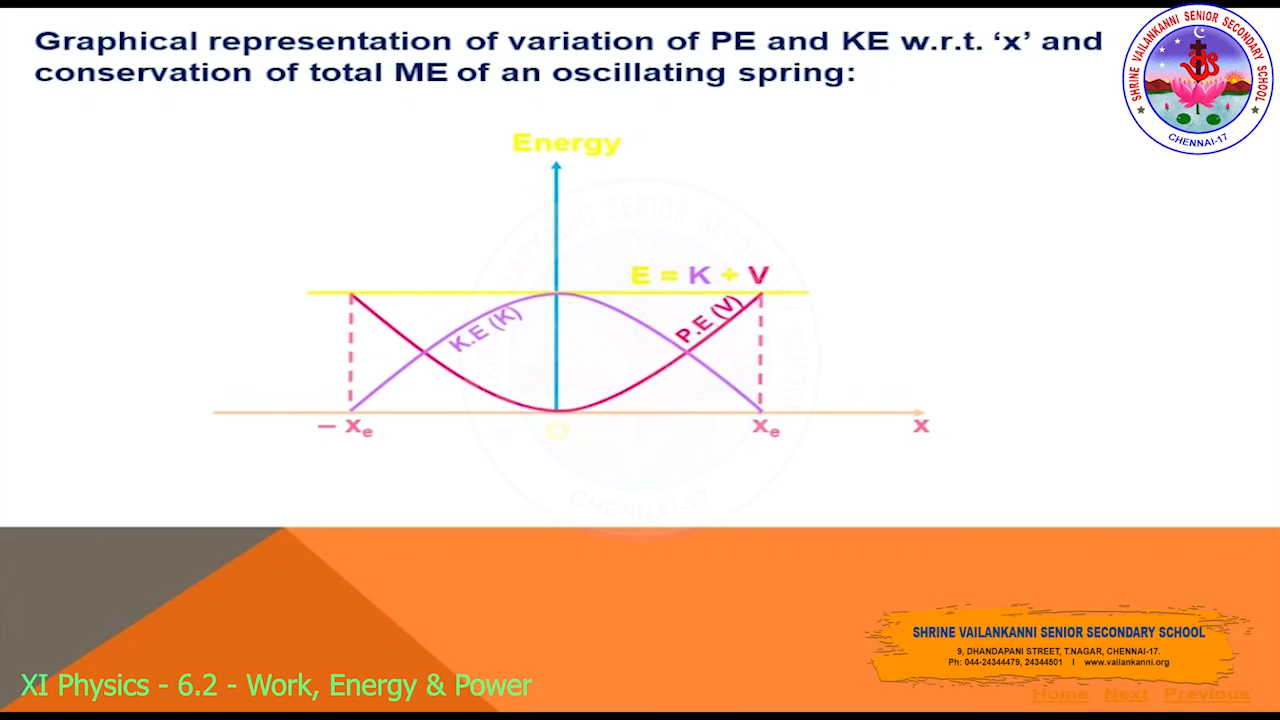 Graphical representation of variation of PE and KE w.r.t. ‘x’ and
conservation of total ME of an oscillating spring:
SHRINE VAILANKANNI SENIOR SECONDARY SCHOOL
CHENNAI-17
Energy
E = K + V
K.E (K)
P.E (V)
– xe
O
xe
x
CHENNAI-17
SHRINE VAILANKANNI SENIOR SECONDARY SCHOOL
9, DHANDAPANI STREET, T.NAGAR, CHENNAI-17.
Ph: 044-24344479, 24344501 I www.vailankanni.org
XI Physics - 6.2 - Work, Energy & Power
Home Next Previous